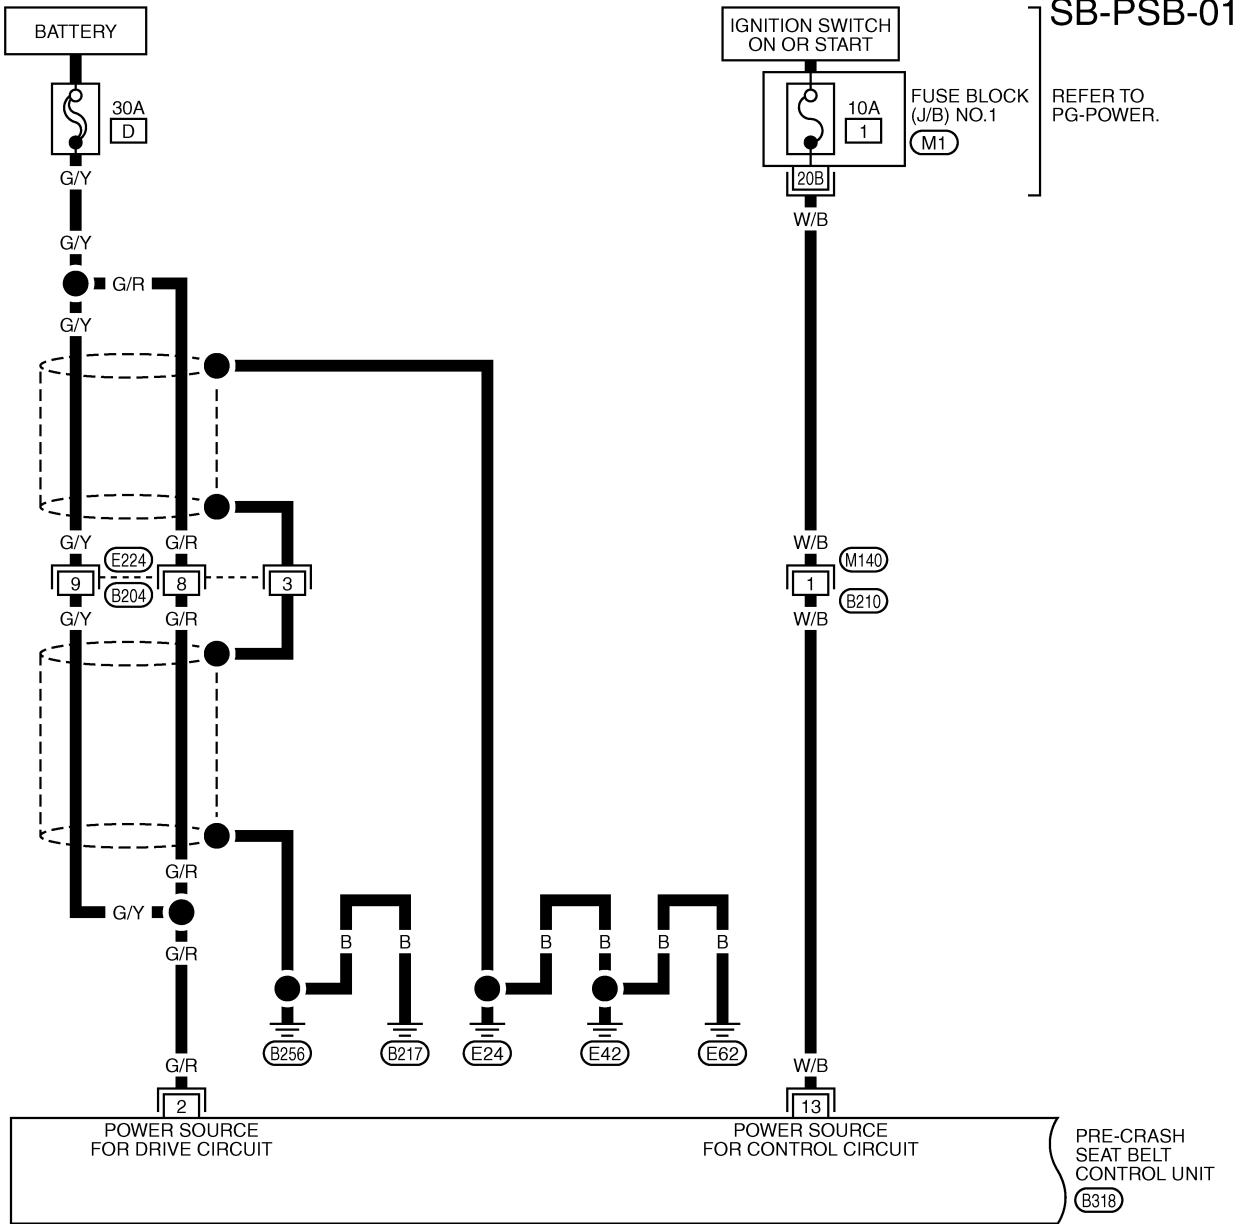 SB-PSB-01
BATTERY
IGNITION SWITCH
ON OR START
30A
D
10A
1
FUSE BLOCK
(J/B) NO.1
M1
REFER TO
PG-POWER.
20B
G/Y
W/B
G/Y
G/R
G/Y
G/Y
G/R
W/B
E224
M140
9
8
3
1
B204
B210
G/Y
G/R
W/B
G/R
G/Y
G/R
B
B
B
B
B
B
B256
B217
E24
E42
E62
G/R
W/B
2
13
POWER SOURCE
FOR DRIVE CIRCUIT
POWER SOURCE
FOR CONTROL CIRCUIT
PRE-CRASH
SEAT BELT
CONTROL UNIT
B318